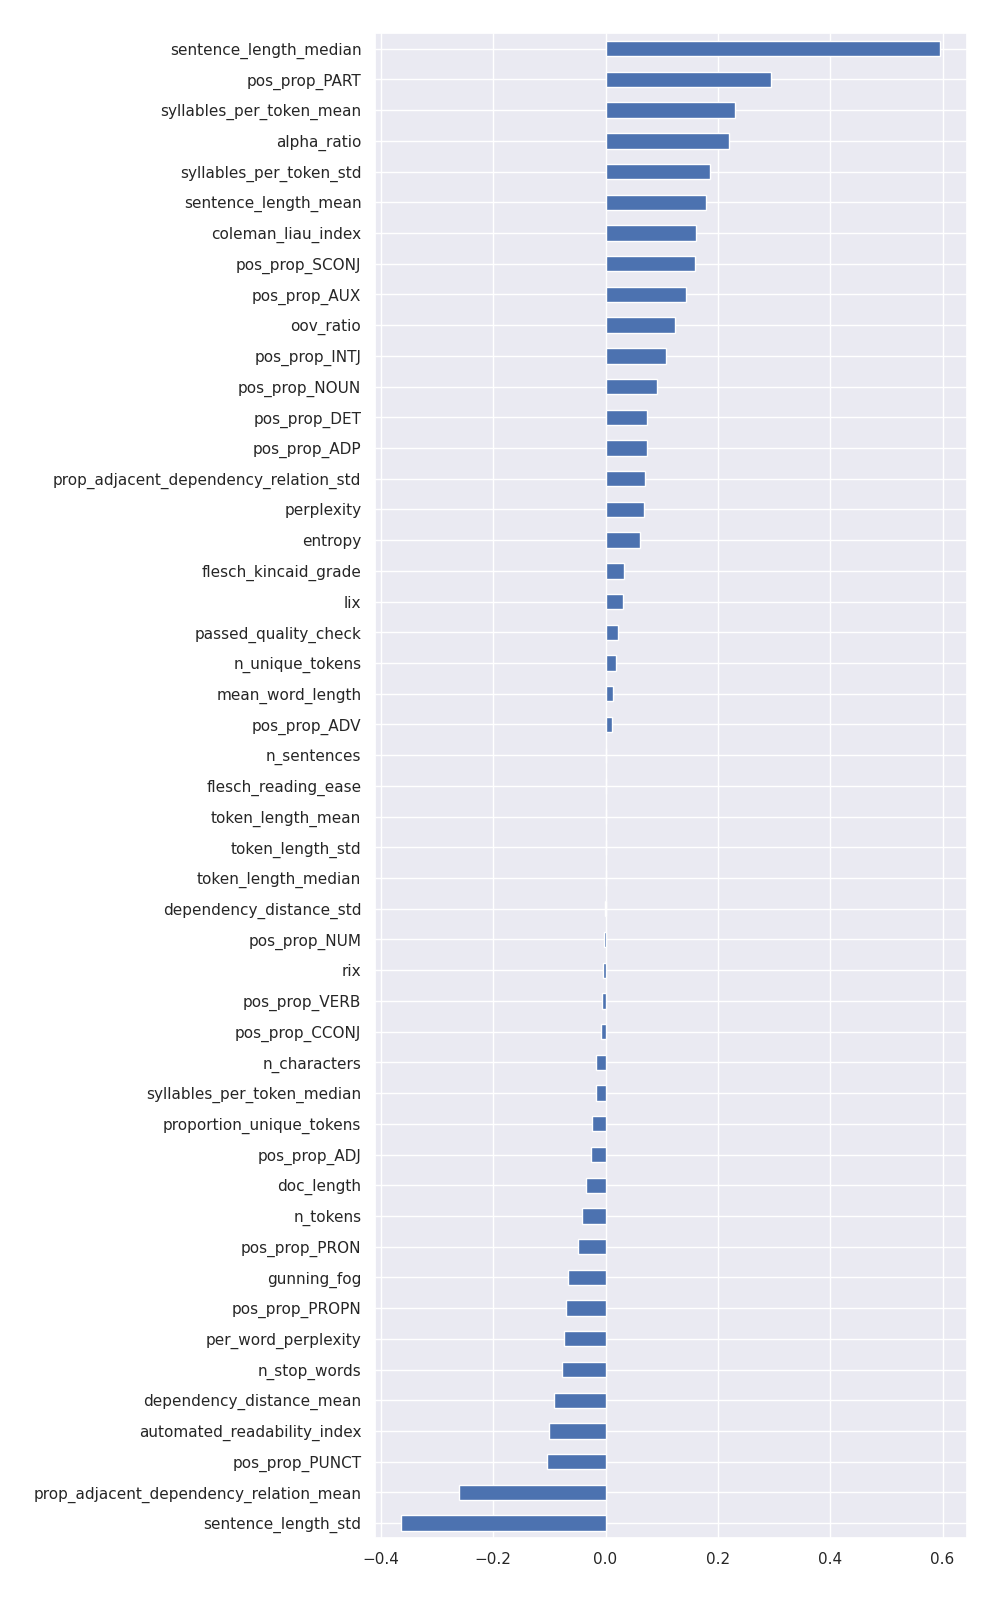 sentence_length_median
pos_prop_PART
syllables_per_token_mean
alpha_ratio
syllables_per_token_std
sentence_length_mean
coleman_liau_index
pos_prop_SCONJ
pos_prop_AUX
oov_ratio
pos_prop_INTJ
pos_prop_NOUN
pos_prop_DET
pos_prop_ADP
prop_adjacent_dependency_relation_std
perplexity
entropy
flesch_kincaid_grade
lix
passed_quality_check
n_unique_tokens
mean_word_length
pos_prop_ADV
n_sentences
flesch_reading_ease
token_length_mean
token_length_std
token_length_median
dependency_distance_std
pos_prop_NUM
rix
pos_prop_VERB
pos_prop_CCONJ
n_characters
syllables_per_token_median
proportion_unique_tokens
pos_prop_ADJ
doc_length
n_tokens
pos_prop_PRON
gunning_fog
pos_prop_PROPN
per_word_perplexity
n_stop_words
dependency_distance_mean
automated_readability_index
pos_prop_PUNCT
prop_adjacent_dependency_relation_mean
sentence_length_std
−0.4 −0.2 0.0 0.2 0.4 0.6